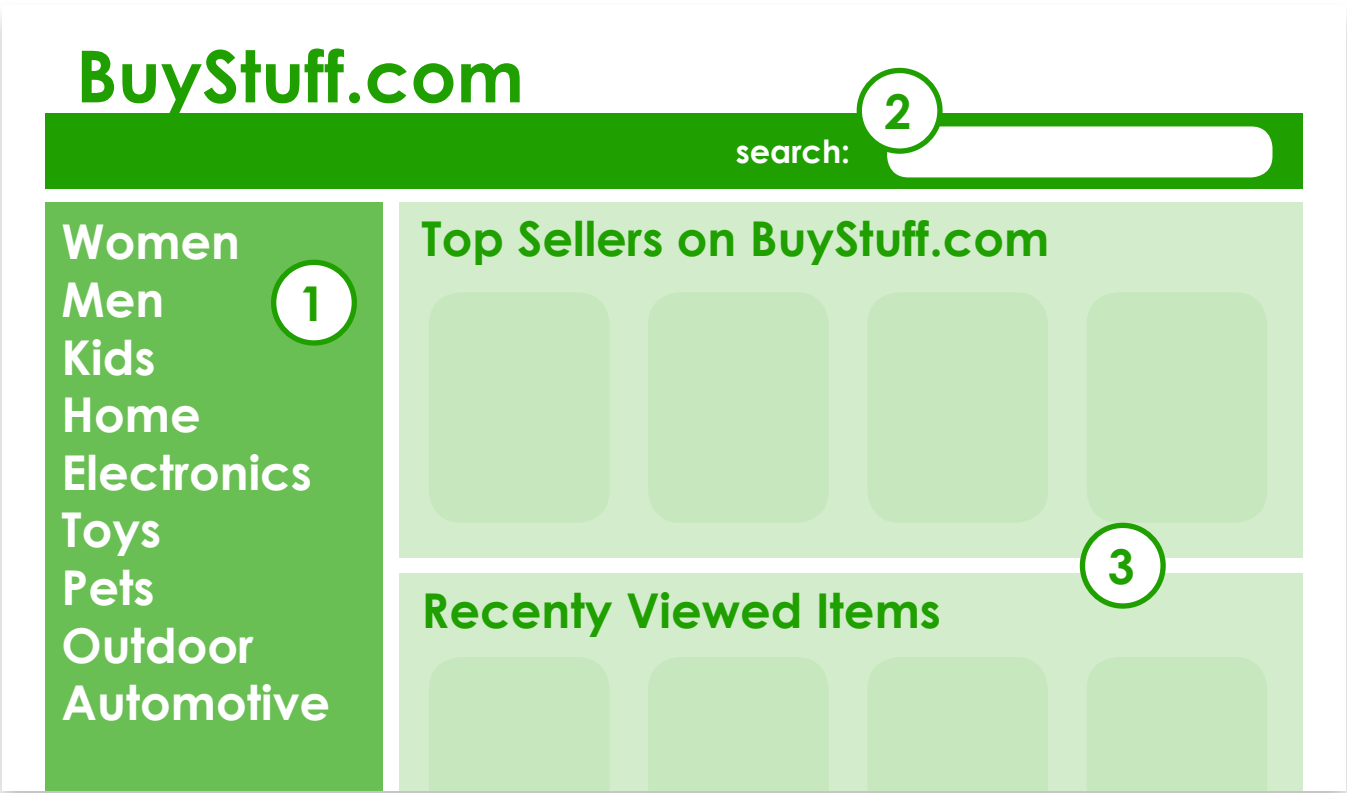 BuyStuff.com
2
search:
Women
Men
1
Kids
Home
Electronics
Toys
Pets
Outdoor
Automotive
Top Sellers on BuyStuff.com
3
Recenty Viewed Items